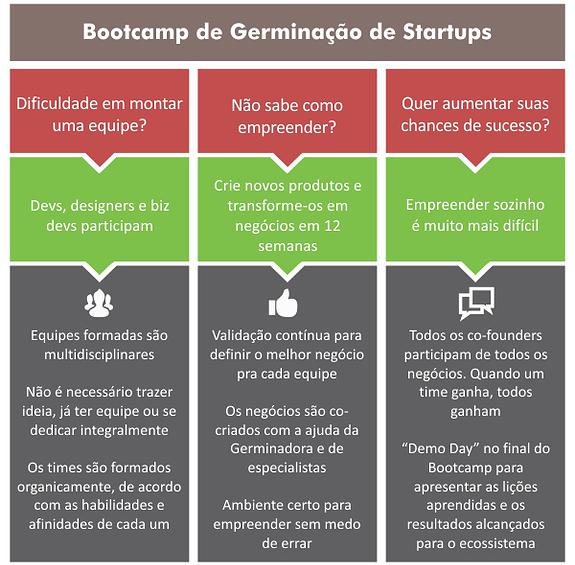 Bootcamp de Germinação de Startups
Dificuldade em montar
uma equipe?
Devs, designers e biz
devs participam
Equipes formadas são
multidisciplinares
Não é necessário trazer
ideia, já ter equipe ou se
dedicar integralmente
Os times são formados
organicamente, de acordo
com as habilidades e
afinidades de cada um
Não sabe como
empreender?
Crie novos produtos e
transforme-os em
negócios em 12
semanas
Validação contínua para
definir o melhor negócio
pra cada equipe
Os negócios são co-
criados com a ajuda da
Germinadora e de
especialistas
Ambiente certo para
empreender sem medo
de errar
Quer aumentar suas
chances de sucesso?
Empreender sozinho
é muito mais difícil
Todos os co-founders
participam de todos os
negócios. Quando um
time ganha, todos
ganham
“Demo Day” no final do
Bootcamp para
apresentar as lições
aprendidas e os
resultados alcançados
para o ecossistema